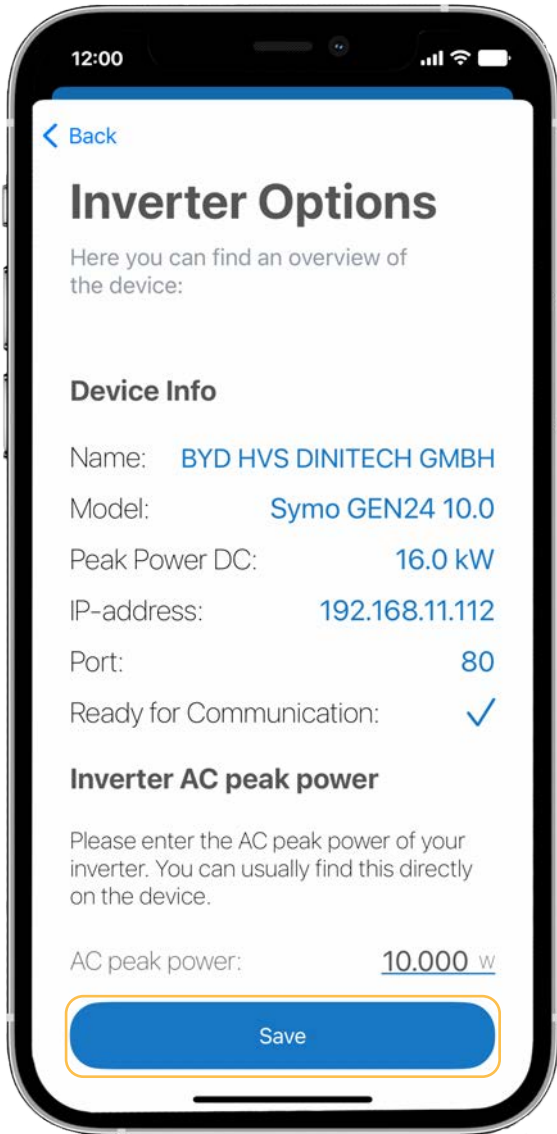 12:00
Back
Inverter Options
Here you can find an overview of
the device:
Device Info
Name: BYD HVS DINITECH GMBH
Model: Symo GEN24 10.0
Peak Power DC: 16.0 kW
IP-address: 192.168.11.112
Port: 80
Ready for Communication:
Inverter AC peak power
Please enter the AC peak power of your
inverter. You can usually find this directly
on the device.
AC peak power: 10.000 W
Save